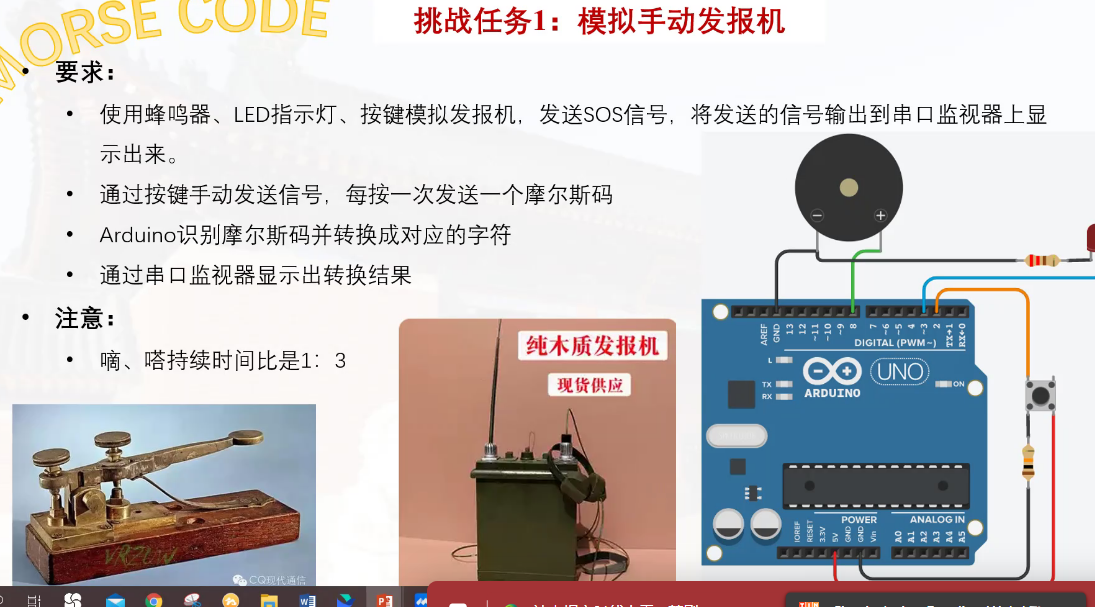 MORSE CODE
挑战任务1：模拟手动发报机
• 要求：
• 使用蜂鸣器、LED指示灯、按键模拟发报机，发送SOS信号，将发送的信号输出到串口监视器上显
示出来。
• 通过按键手动发送信号，每按一次发送一个摩尔斯码
• Arduino识别摩尔斯码并转换成对应的字符
• 通过串口监视器显示出转换结果
• 注意：
• 嘀、嗒持续时间比是1：3
纯木质发报机
现货供应
CQ现代通信
AREF
GND
13
12
~11
~10
~9
8
7
~6
~5
4
~3
2
TX→1
RX←0
DIGITAL (PWM~)
L
TX
RX
ARDUINO
UNO
ON
POWER
ANALOG IN
IOREF
RESET
3.3V
5V
GND
GND
Vin
A0
A1
A2
A3
A4
A5